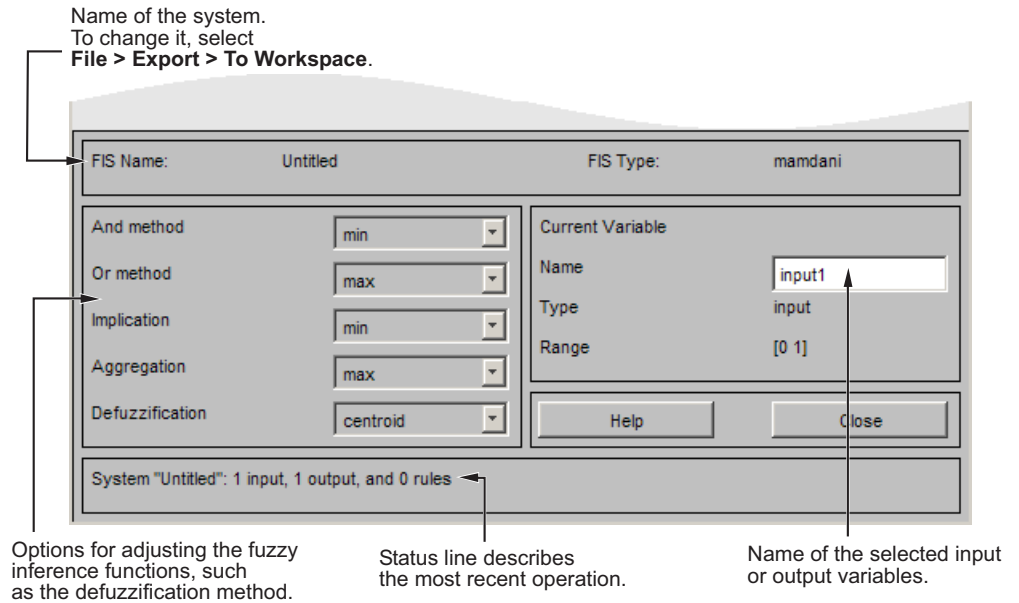 Name of the system.
To change it, select
File > Export > To Workspace.
FIS Name: Untitled FIS Type: mamdani
And method min
Or method max
Implication min
Aggregation max
Defuzzification centroid
Current Variable
Name input1
Type input
Range [0 1]
Help Close
System "Untitled": 1 input, 1 output, and 0 rules
Options for adjusting the fuzzy
inference functions, such
as the defuzzification method.
Status line describes
the most recent operation.
Name of the selected input
or output variables.